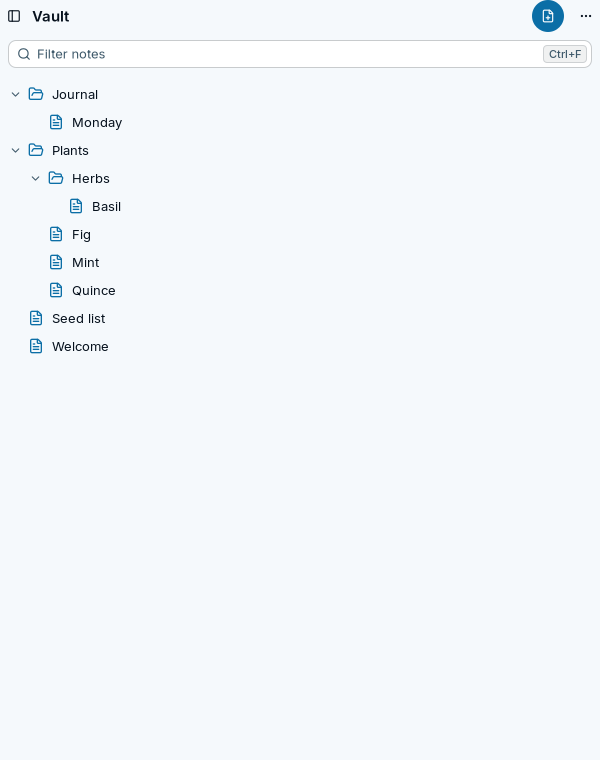 Vault
Filter notes Ctrl+F
Journal
Monday
Plants
Herbs
Basil
Fig
Mint
Quince
Seed list
Welcome